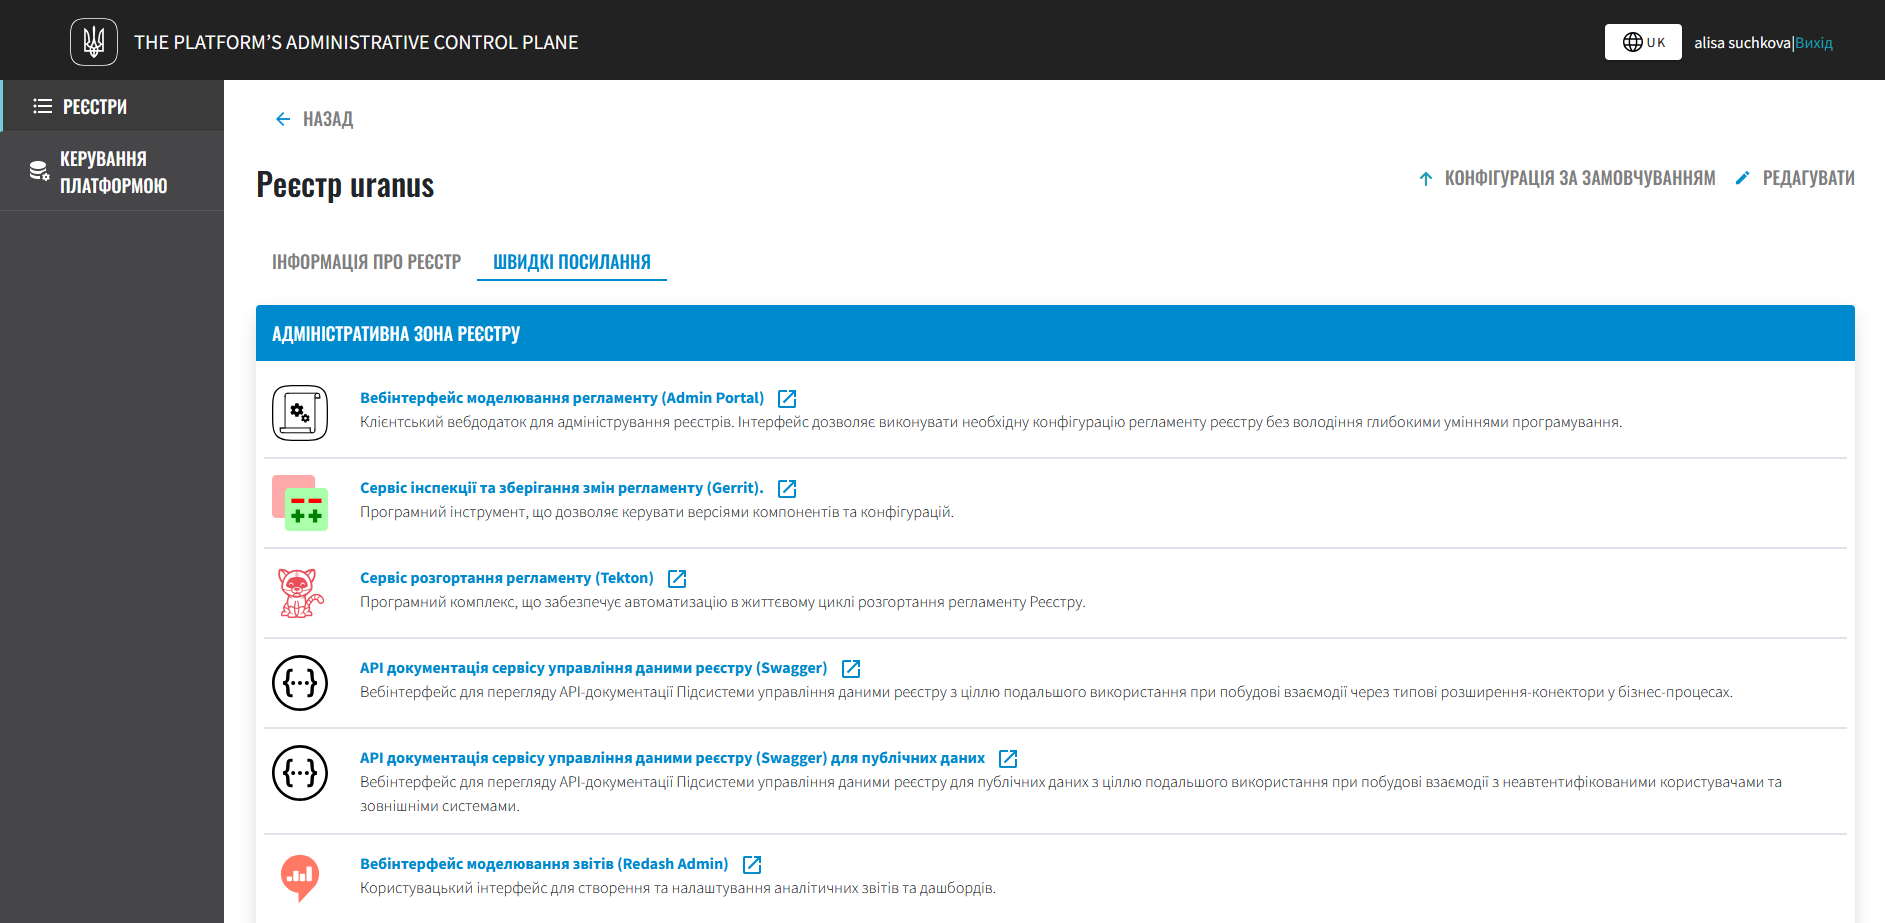 THE PLATFORM’S ADMINISTRATIVE CONTROL PLANE
UK
alisa suchkova|Вихід
РЕЄСТРИ
КЕРУВАННЯ
ПЛАТФОРМОЮ
НАЗАД
Реєстр uranus
КОНФІГУРАЦІЯ ЗА ЗАМОВЧУВАННЯМ
РЕДАГУВАТИ
ІНФОРМАЦІЯ ПРО РЕЄСТР
ШВИДКІ ПОСИЛАННЯ
АДМІНІСТРАТИВНА ЗОНА РЕЄСТРУ
Вебінтерфейс моделювання регламенту (Admin Portal)
Клієнтський вебдодаток для адміністрування реєстрів. Інтерфейс дозволяє виконувати необхідну конфігурацію регламенту реєстру без володіння глибокими уміннями програмування.
Сервіс інспекції та зберігання змін регламенту (Gerrit).
Програмний інструмент, що дозволяє керувати версіями компонентів та конфігурацій.
Сервіс розгортання регламенту (Tekton)
Програмний комплекс, що забезпечує автоматизацію в життєвому циклі розгортання регламенту Реєстру.
API документація сервісу управління даними реєстру (Swagger)
Вебінтерфейс для перегляду API-документації Підсистеми управління даними реєстру з ціллю подальшого використання при побудові взаємодії через типові розширення-конектори у бізнес-процесах.
API документація сервісу управління даними реєстру (Swagger) для публічних даних
Вебінтерфейс для перегляду API-документації Підсистеми управління даними реєстру для публічних даних з ціллю подальшого використання при побудові взаємодії з неавтентифікованими користувачами та
зовнішніми системами.
Вебінтерфейс моделювання звітів (Redash Admin)
Користувацький інтерфейс для створення та налаштування аналітичних звітів та дашбордів.